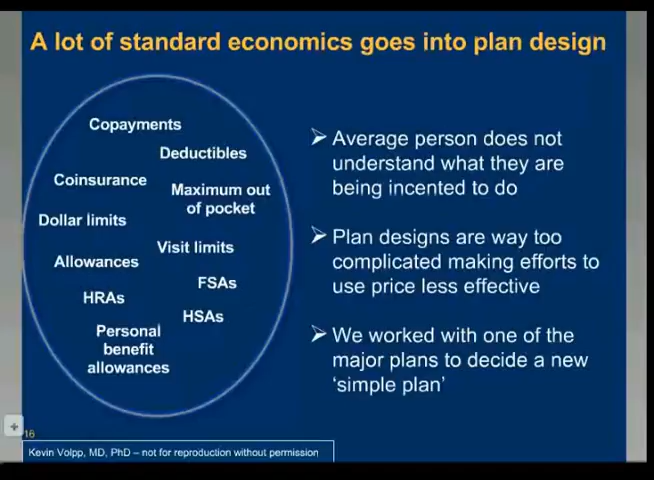 A lot of standard economics goes into plan design
Copayments
Deductibles
Coinsurance
Maximum out
of pocket
Dollar limits
Visit limits
Allowances
FSAs
HRAs
HSAs
Personal
benefit
allowances
Average person does not
understand what they are
being incented to do
Plan designs are way too
complicated making efforts to
use price less effective
We worked with one of the
major plans to decide a new
‘simple plan’
16
Kevin Volpp, MD, PhD – not for reproduction without permission